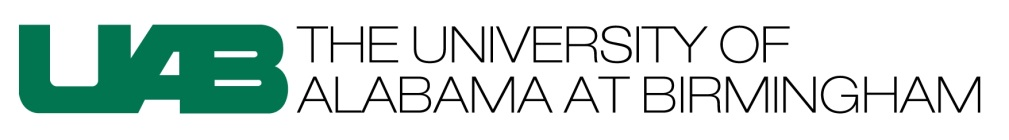 UAB
THE UNIVERSITY OF
ALABAMA AT BIRMINGHAM